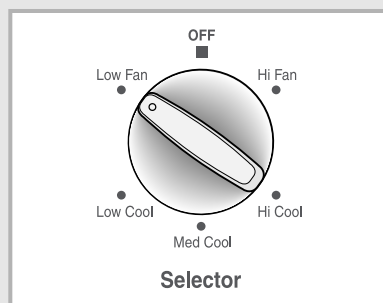 OFF
Low Fan
Hi Fan
Low Cool
Hi Cool
Med Cool
Selector